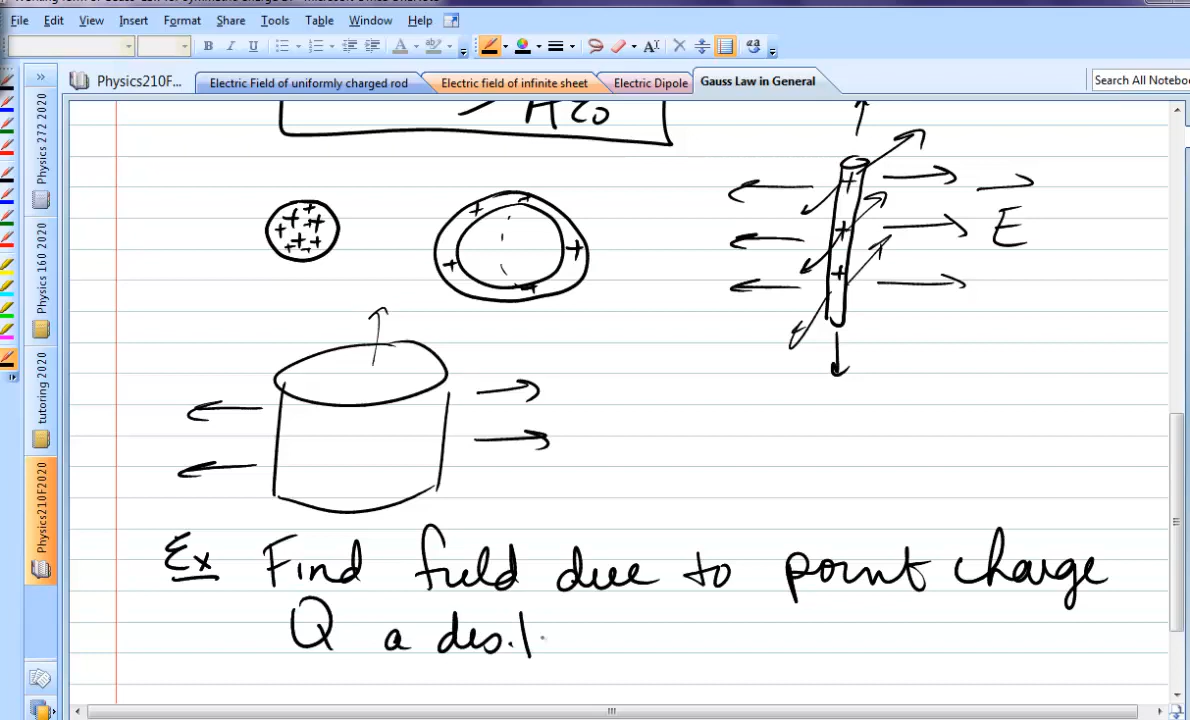 File Edit View Insert Format Share Tools Table Window Help
Physics210F... Electric Field of uniformly charged rod Electric field of infinite sheet Electric Dipole Gauss Law in General Search All Notebo
Physics 272 2020
Physics 160 2020
tutoring 2020
Physics210F2020
E
Ex Find field due to point charge
Q a